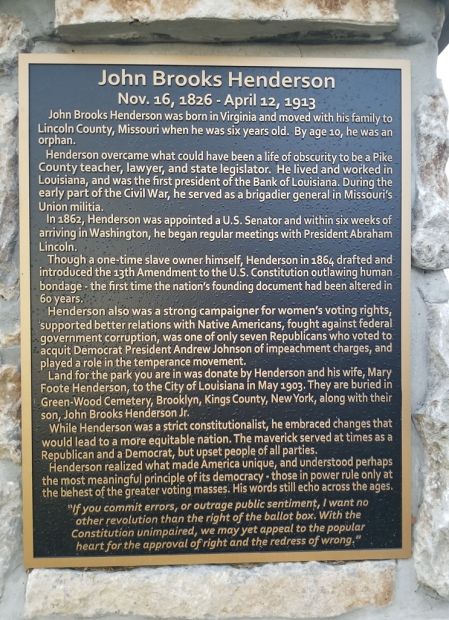 John Brooks Henderson
Nov. 16, 1826 - April 12, 1913
John Brooks Henderson was born in Virginia and moved with his family to
Lincoln County, Missouri when he was six years old. By age 10, he was an
orphan.
Henderson overcame what could have been a life of obscurity to be a Pike
County teacher, lawyer, and state legislator. He lived and worked in
Louisiana, and was the first president of the Bank of Louisiana. During the
early part of the Civil War, he served as a brigadier general in Missouri's
Union militia.
In 1862, Henderson was appointed a U.S. Senator and within six weeks of
arriving in Washington, he began regular meetings with President Abraham
Lincoln.
Though a one-time slave owner himself, Henderson in 1864 drafted and
introduced the 13th Amendment to the U.S. Constitution outlawing human
bondage - the first time the nation's founding document had been altered in
60 years.
Henderson also was a strong campaigner for women's voting rights,
supported better relations with Native Americans, fought against federal
government corruption, was one of only seven Republicans who voted to
acquit Democrat President Andrew Johnson of impeachment charges, and
played a role in the temperance movement.
Land for the park you are in was donate by Henderson and his wife, Mary
Foote Henderson, to the City of Louisiana in May 1903. They are buried in
Green-Wood Cemetery, Brooklyn, Kings County, New York, along with their
son, John Brooks Henderson Jr.
While Henderson was a strict constitutionalist, he embraced changes that
would lead to a more equitable nation. The maverick served at times as a
Republican and a Democrat, but upset people of all parties.
Henderson realized what made America unique, and understood perhaps
the most meaningful principle of its democracy - those in power rule only at
the behest of the greater voting masses. His words still echo across the ages.
"If you commit errors, or outrage public sentiment, I want no
other revolution than the right of the ballot box. With the
Constitution unimpaired, we may yet appeal to the popular
heart for the approval of right and the redress of wrong."